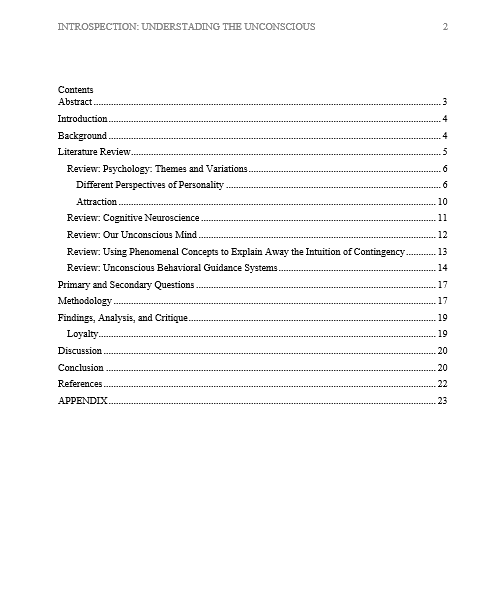 INTROSPECTION: UNDERSTADING THE UNCONSCIOUS 2
Contents
Abstract 3
Introduction 4
Background 4
Literature Review 5
Review: Psychology: Themes and Variations 6
Different Perspectives of Personality 6
Attraction 10
Review: Cognitive Neuroscience 11
Review: Our Unconscious Mind 12
Review: Using Phenomenal Concepts to Explain Away the Intuition of Contingency 13
Review: Unconscious Behavioral Guidance Systems 14
Primary and Secondary Questions 17
Methodology 17
Findings, Analysis, and Critique 19
Loyalty 19
Discussion 20
Conclusion 20
References 22
APPENDIX 23